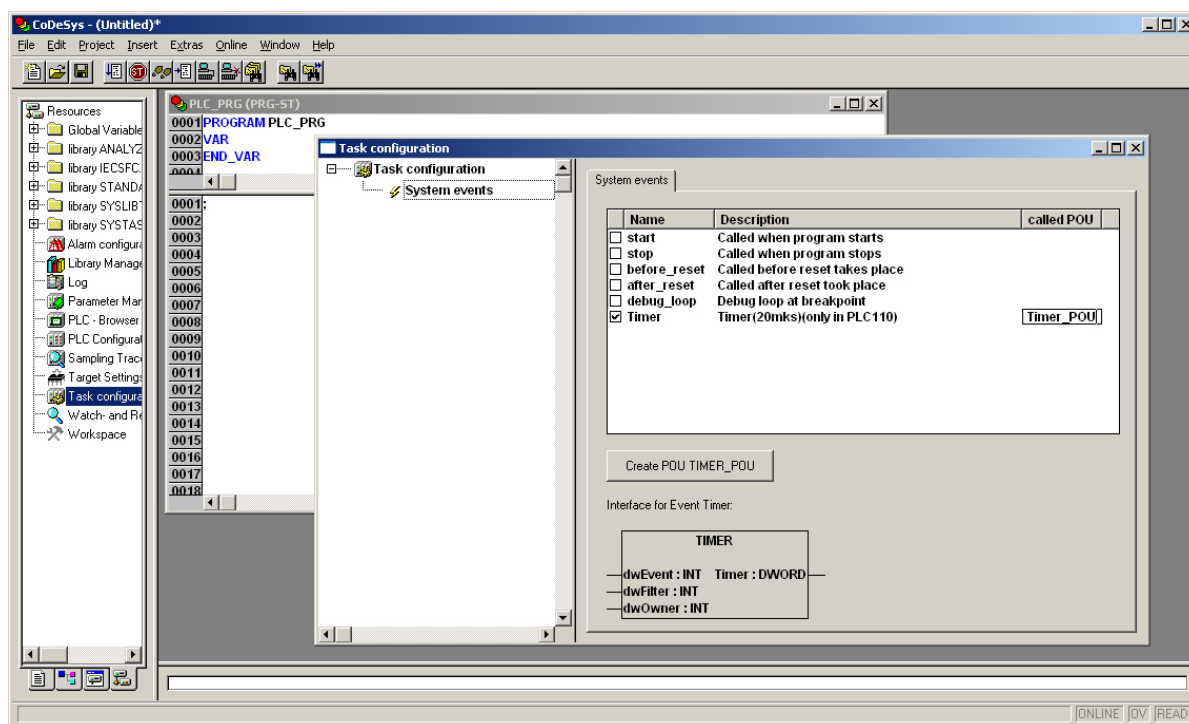 CoDeSys - (Untitled)*
File Edit Project Insert Extras Online Window Help
Resources
Global Variable
library ANALYZ
library IECSFC.
library STANDA
library SYSLIBT
library SYSTAS
Alarm configura
Library Manage
Log
Parameter Mar
PLC - Browser
PLC Configurat
Sampling Trace
Target Settings
Task configura
Watch- and Re
Workspace
PLC_PRG (PRG-ST)
0001 PROGRAM PLC_PRG
0002 VAR
0003 END_VAR
0004
0001 ;
0002
0003
0004
0005
0006
0007
0008
0009
0010
0011
0012
0013
0014
0015
0016
0017
0018
Task configuration
Task configuration
System events
System events
Name Description called POU
start Called when program starts
stop Called when program stops
before_reset Called before reset takes place
after_reset Called after reset took place
debug_loop Debug loop at breakpoint
Timer Timer(20mks)(only in PLC110) Timer_POU
Create POU TIMER_POU
Interface for Event Timer:
TIMER
dwEvent : INT Timer : DWORD
dwFilter : INT
dwOwner : INT
ONLINE OV READ